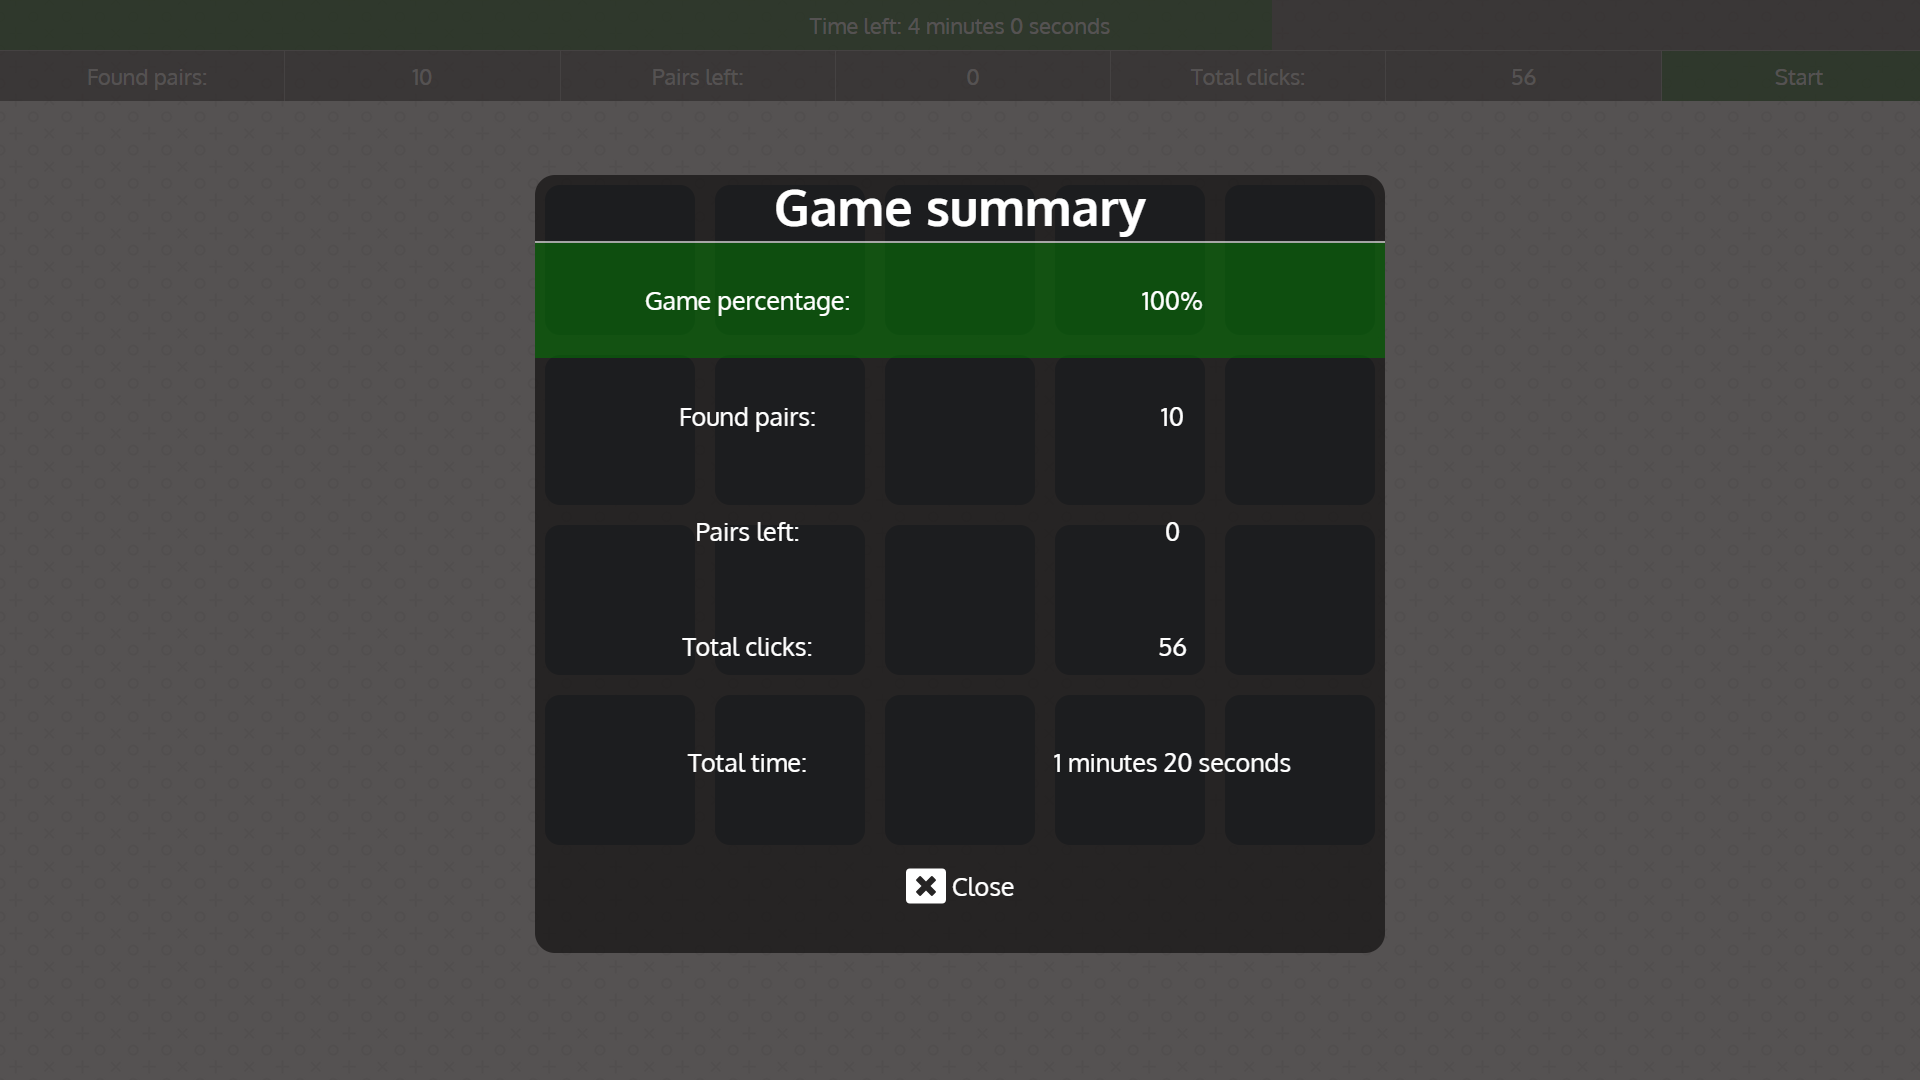 Time left: 4 minutes 0 seconds
Found pairs: 10 Pairs left: 0 Total clicks: 56 Start
Game summary
Game percentage: 100%
Found pairs: 10
Pairs left: 0
Total clicks: 56
Total time: 1 minutes 20 seconds
Close